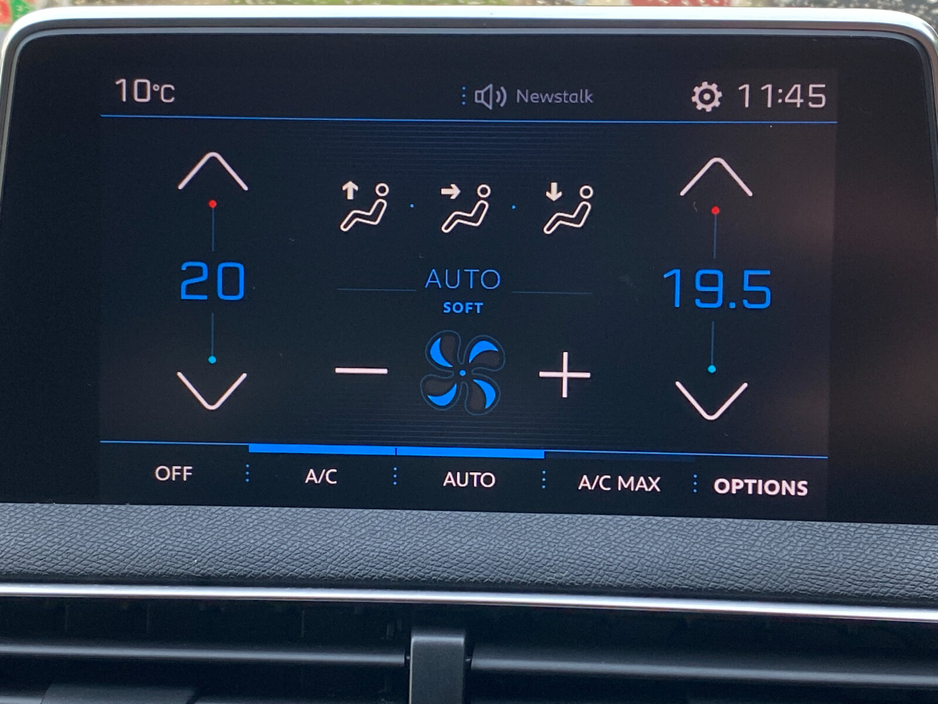 10°C Newstalk 11:45
20 AUTO 19.5
SOFT
OFF A/C AUTO A/C MAX OPTIONS